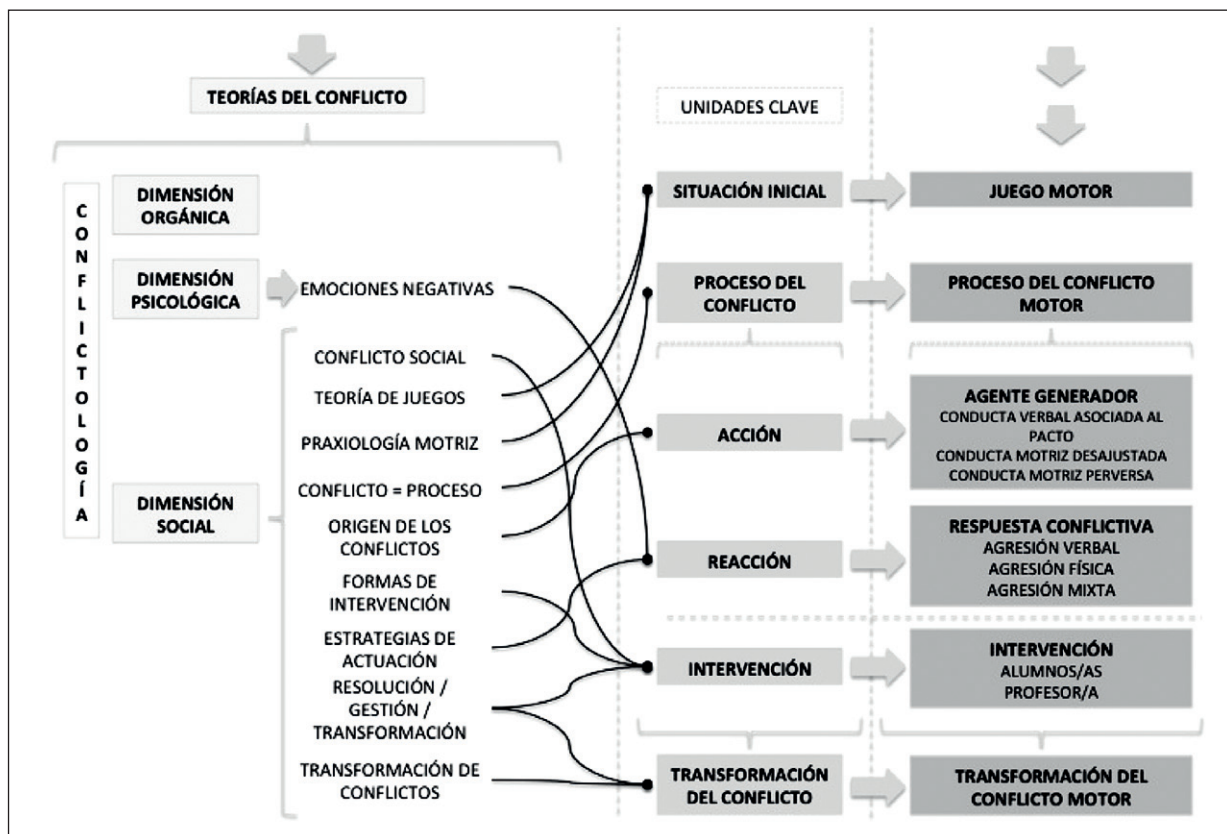 TEORÍAS DEL CONFLICTO
CONFLICTOLOGÍA
DIMENSIÓN
ORGÁNICA
DIMENSIÓN
PSICOLÓGICA
DIMENSIÓN
SOCIAL
EMOCIONES NEGATIVAS
CONFLICTO SOCIAL
TEORÍA DE JUEGOS
PRAXIOLOGÍA MOTRIZ
CONFLICTO = PROCESO
ORIGEN DE LOS
CONFLICTOS
FORMAS DE
INTERVENCIÓN
ESTRATEGIAS DE
ACTUACIÓN
RESOLUCIÓN /
GESTIÓN /
TRANSFORMACIÓN
TRANSFORMACIÓN DE
CONFLICTOS
UNIDADES CLAVE
SITUACIÓN INICIAL
PROCESO DEL
CONFLICTO
ACCIÓN
REACCIÓN
INTERVENCIÓN
TRANSFORMACIÓN
DEL CONFLICTO
JUEGO MOTOR
PROCESO DEL CONFLICTO
MOTOR
AGENTE GENERADOR
CONDUCTA VERBAL ASOCIADA AL
PACTO
CONDUCTA MOTRIZ DESAJUSTADA
CONDUCTA MOTRIZ PERVERSA
RESPUESTA CONFLICTIVA
AGRESIÓN VERBAL
AGRESIÓN FÍSICA
AGRESIÓN MIXTA
INTERVENCIÓN
ALUMNOS/AS
PROFESOR/A
TRANSFORMACIÓN DEL
CONFLICTO MOTOR